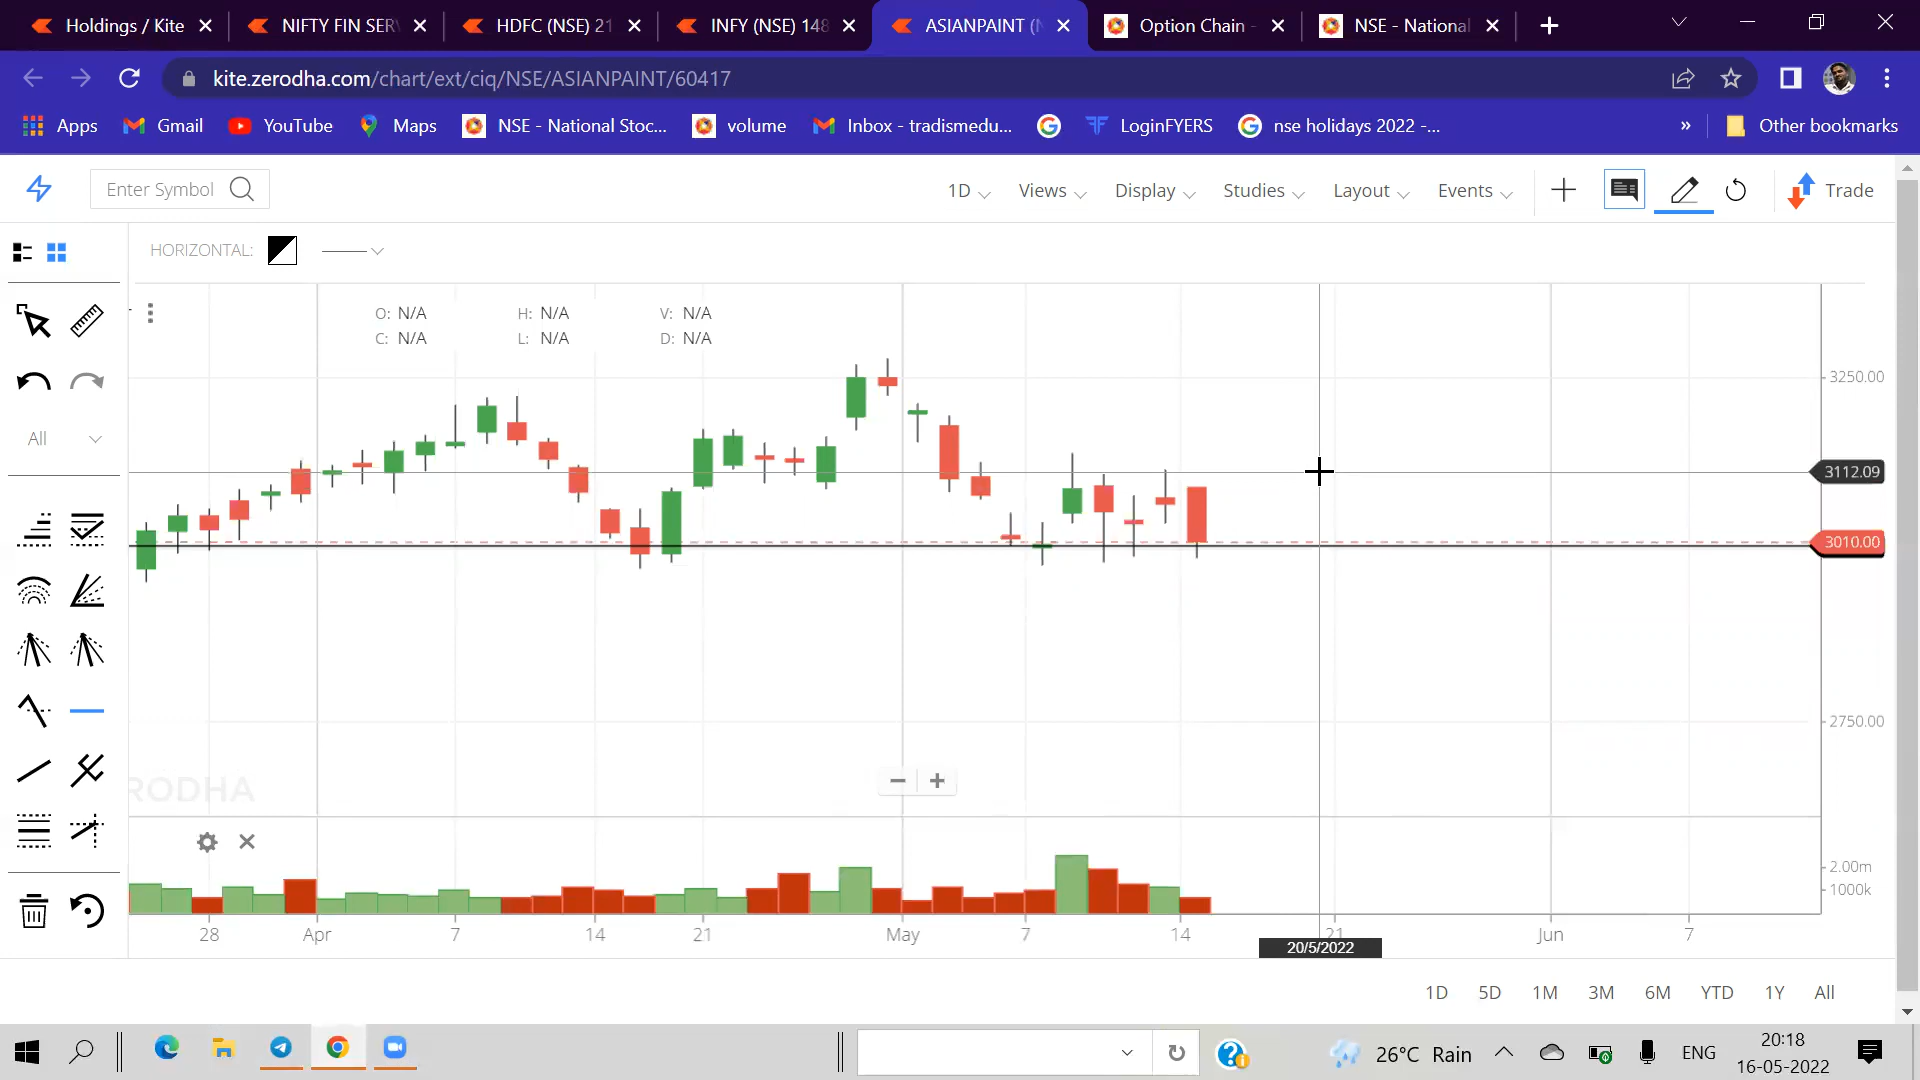 Holdings / Kite
NIFTY FIN SER
HDFC (NSE) 21
INFY (NSE) 148
ASIANPAINT (
Option Chain -
NSE - National
kite.zerodha.com/chart/ext/ciq/NSE/ASIANPAINT/60417
Apps
Gmail
YouTube
Maps
NSE - National Stoc...
volume
Inbox - tradismedu...
LoginFYERS
nse holidays 2022 -...
»
Other bookmarks
Enter Symbol
1D
Views
Display
Studies
Layout
Events
Trade
HORIZONTAL:
O: N/A H: N/A V: N/A
C: N/A L: N/A D: N/A
All
3250.00
3112.09
3010.00
2750.00
RODHA
2.00m
1000k
28 Apr 7 14 21 May 7 14 21 Jun 7
20/5/2022
1D 5D 1M 3M 6M YTD 1Y All
26°C Rain
ENG
20:18
16-05-2022